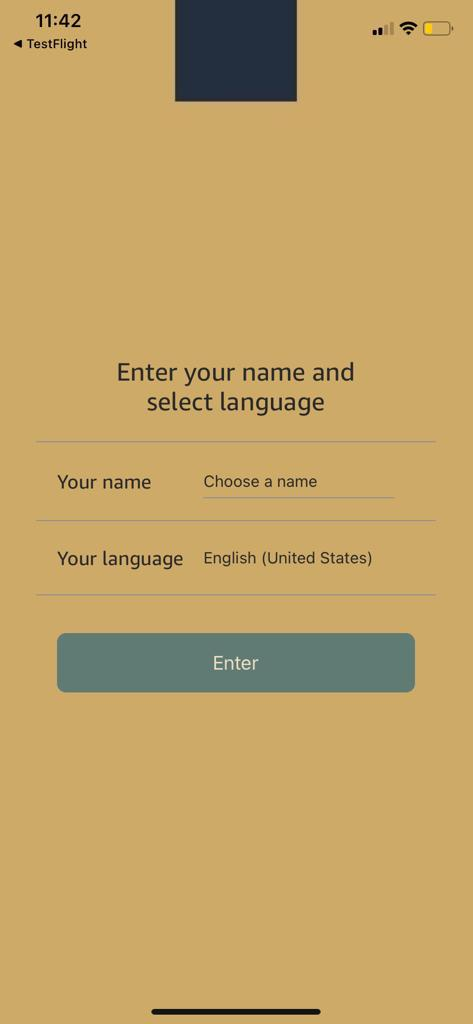 11:42
◀ TestFlight
Enter your name and
select language
Your name
Choose a name
Your language
English (United States)
Enter